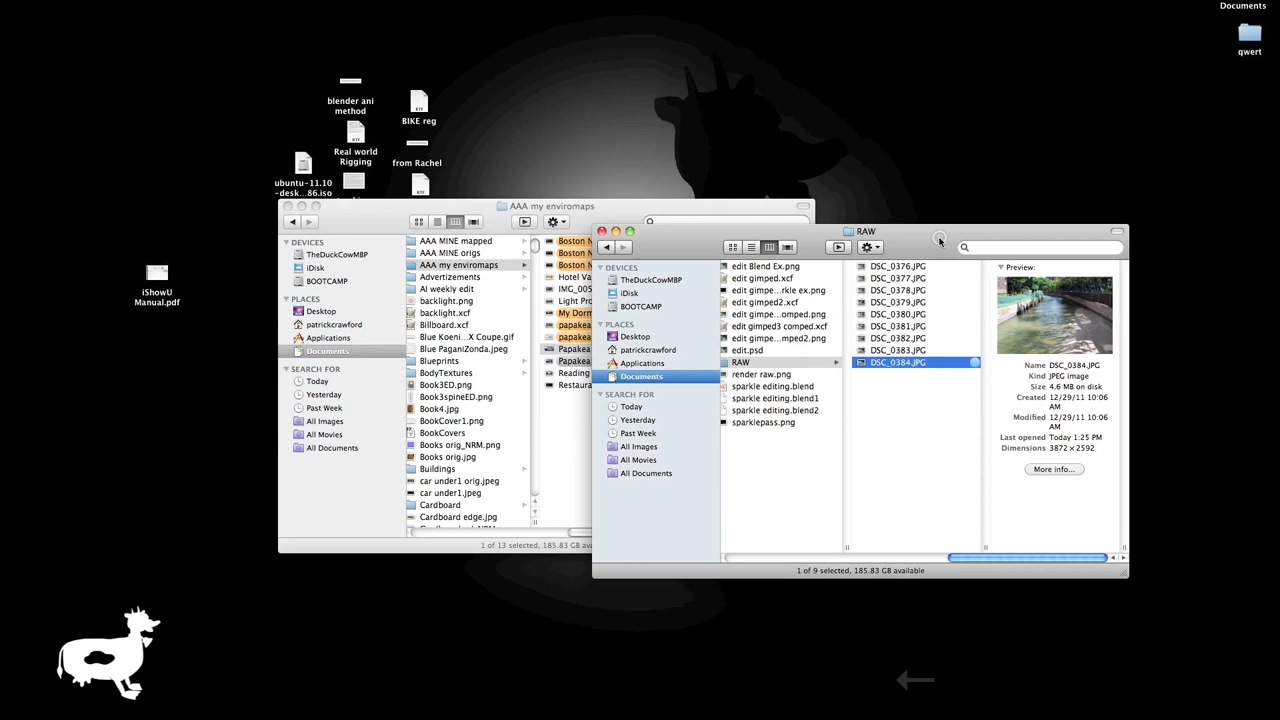 Documents
qwert
blender ani
method
BIKE reg
Real world
Rigging
from Rachel
ubuntu-11.10
-desk...86.iso
iShowU
Manual.pdf
AAA my enviromaps
DEVICES
TheDuckCowMBP
iDisk
BOOTCAMP
PLACES
Desktop
patrickcrawford
Applications
Documents
SEARCH FOR
Today
Yesterday
Past Week
All Images
All Movies
All Documents
AAA MINE mapped
AAA MINE origs
AAA my enviromaps
Advertizements
AI weekly edit
backlight.png
backlight.xcf
Billboard.xcf
Blue Koeni...X Coupe.gif
Blue PaganiZonda.jpeg
Blueprints
BodyTextures
Book3ED.png
Book3spineED.png
Book4.jpg
BookCover1.png
BookCovers
Books orig_NRM.png
Books orig.jpg
Buildings
car under1 orig.jpeg
car under1.jpeg
Cardboard
Cardboard edge.jpg
Boston N
Boston N
Boston N
Hotel Va
IMG_005
Light Pro
My Dorm
papakea
papakea
Papakea
Papakea
Reading
Restaura
1 of 13 selected, 185.83 GB ava
RAW
DEVICES
TheDuckCowMBP
iDisk
BOOTCAMP
PLACES
Desktop
patrickcrawford
Applications
Documents
SEARCH FOR
Today
Yesterday
Past Week
All Images
All Movies
All Documents
edit Blend Ex.png
edit gimped.xcf
edit gimpe...rkle ex.png
edit gimped2.xcf
edit gimpe...omped.png
edit gimped3 comped.xcf
edit gimpe...mped2.png
edit.psd
RAW
render raw.png
sparkle editing.blend
sparkle editing.blend1
sparkle editing.blend2
sparklepass.png
DSC_0376.JPG
DSC_0377.JPG
DSC_0378.JPG
DSC_0379.JPG
DSC_0380.JPG
DSC_0381.JPG
DSC_0382.JPG
DSC_0383.JPG
DSC_0384.JPG
Preview:
Name DSC_0384.JPG
Kind JPEG image
Size 4.6 MB on disk
Created 12/29/11 10:06
AM
Modified 12/29/11 10:06
AM
Last opened Today 1:25 PM
Dimensions 3872 × 2592
More info...
1 of 9 selected, 185.83 GB available